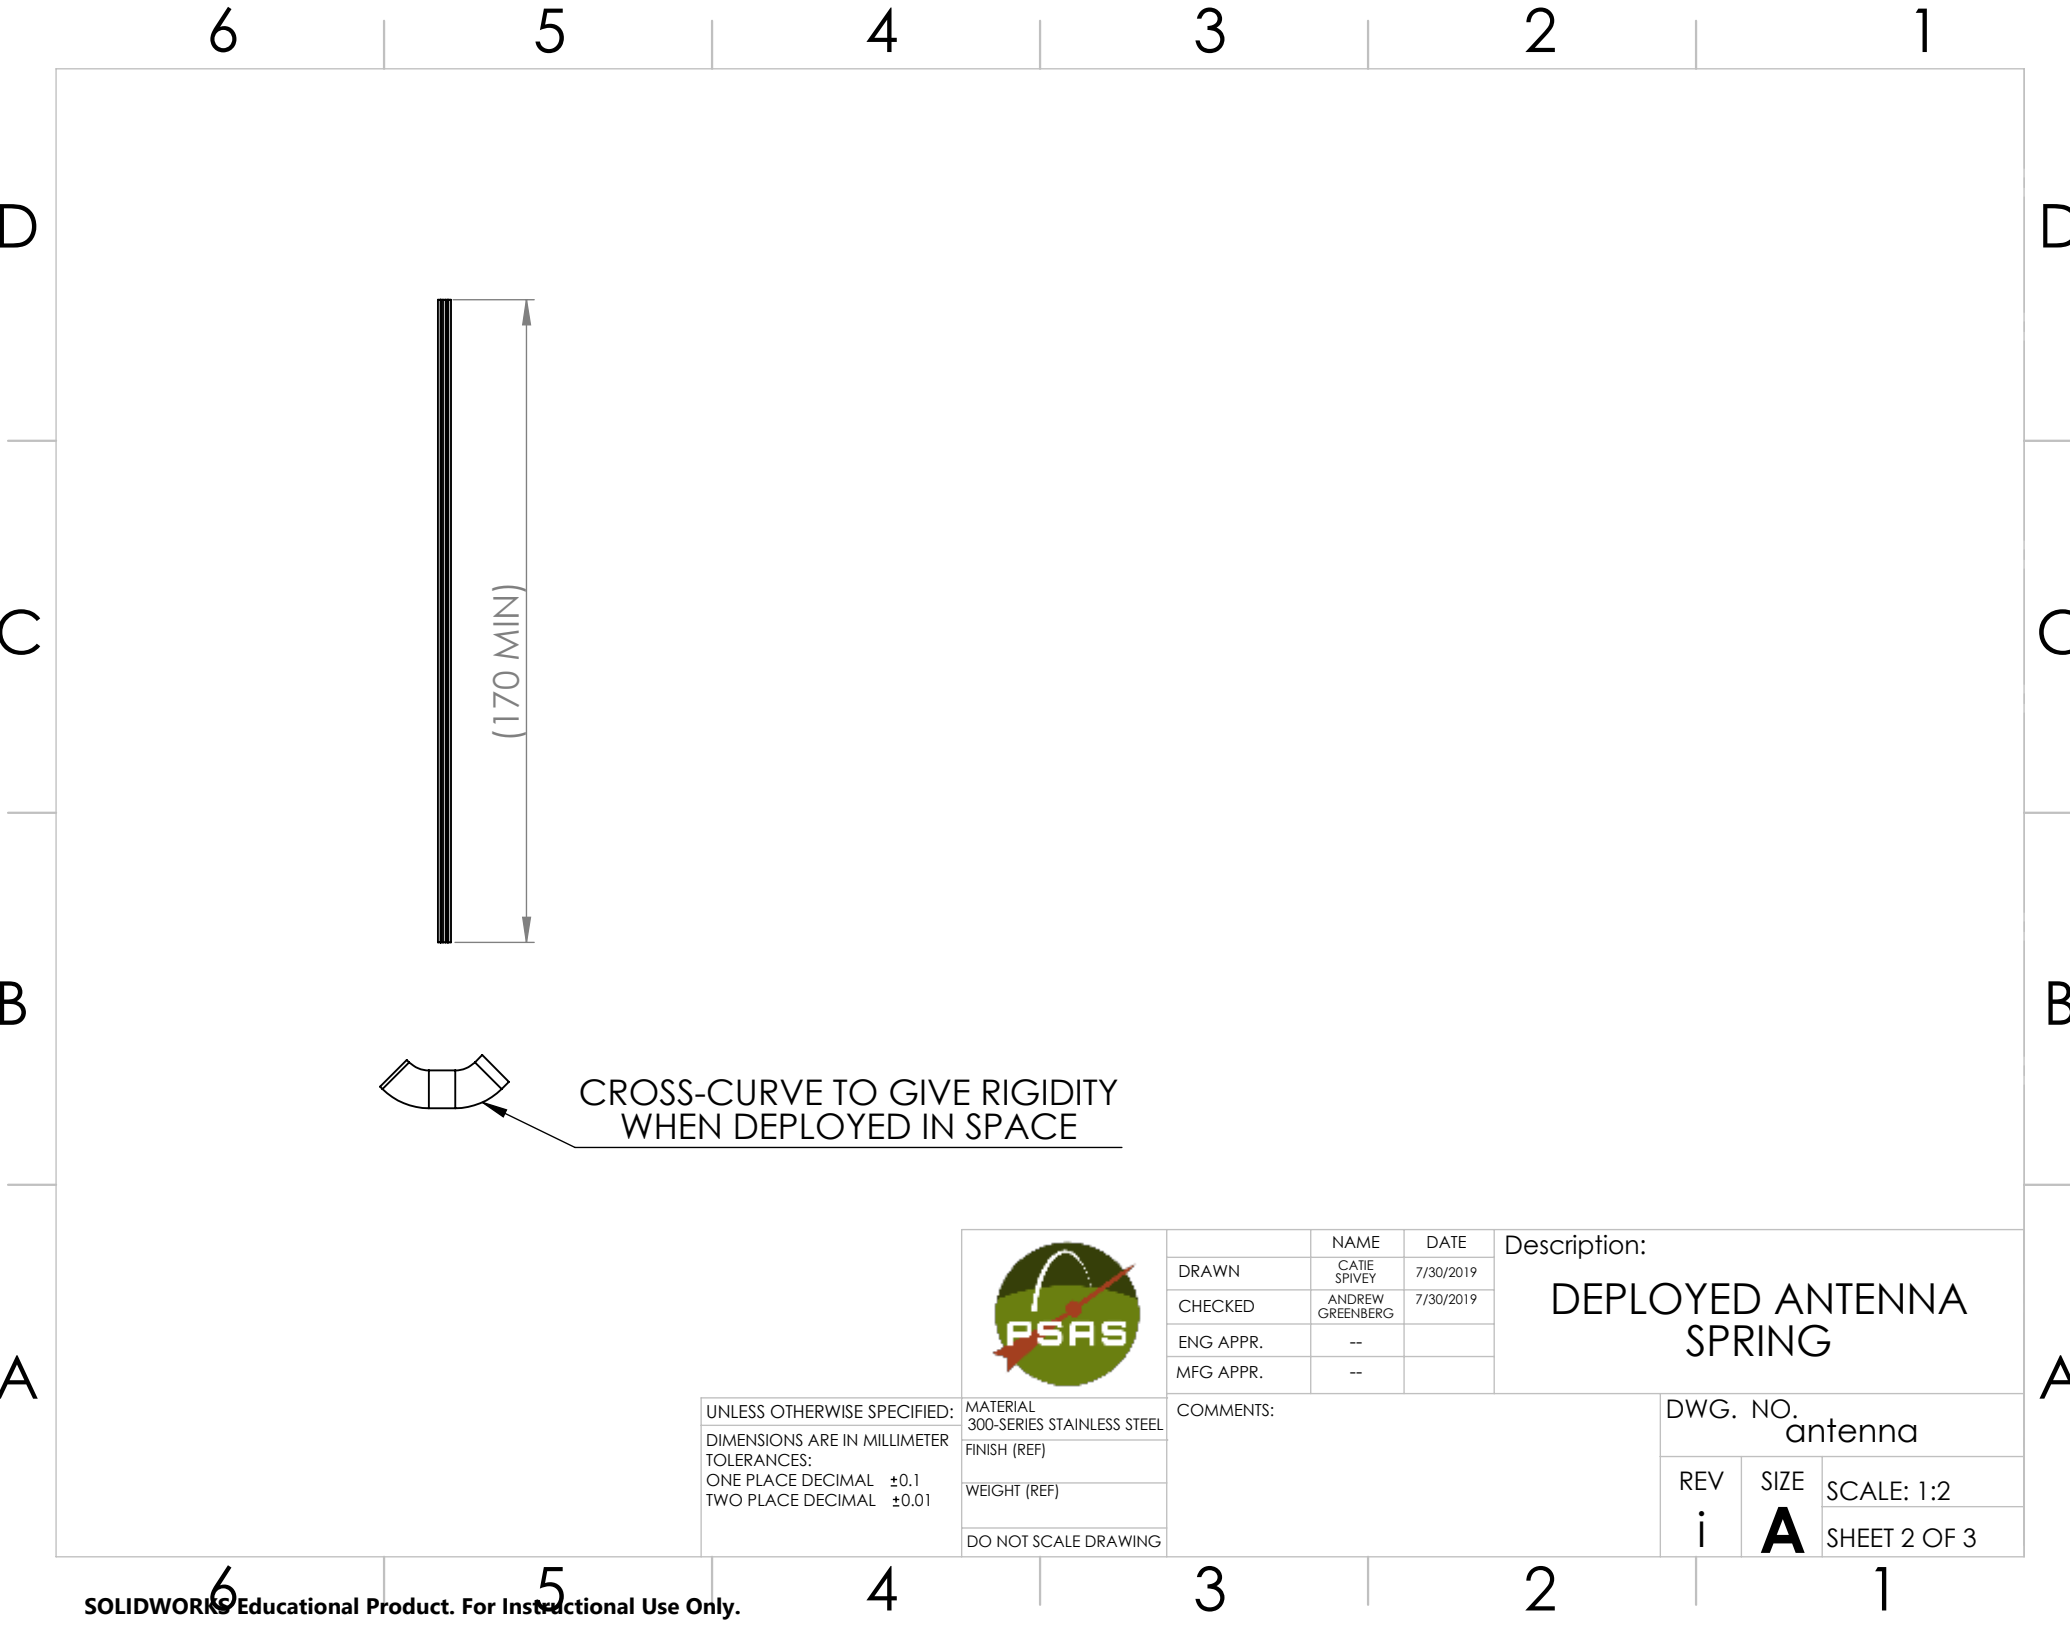 6 5 4 3 2 1
D D
C C
(170 MIN)
B B
CROSS-CURVE TO GIVE RIGIDITY
WHEN DEPLOYED IN SPACE
A A
PSAS
NAME DATE
DRAWN CATIE SPIVEY 7/30/2019
CHECKED ANDREW GREENBERG 7/30/2019
ENG APPR. --
MFG APPR. --
Description:
DEPLOYED ANTENNA
SPRING
UNLESS OTHERWISE SPECIFIED:
DIMENSIONS ARE IN MILLIMETER
TOLERANCES:
ONE PLACE DECIMAL ±0.1
TWO PLACE DECIMAL ±0.01
MATERIAL
300-SERIES STAINLESS STEEL
FINISH (REF)
WEIGHT (REF)
DO NOT SCALE DRAWING
COMMENTS:
DWG. NO.
antenna
REV
i
SIZE
A
SCALE: 1:2
SHEET 2 OF 3
6 5 4 3 2 1
SOLIDWORKS Educational Product. For Instructional Use Only.